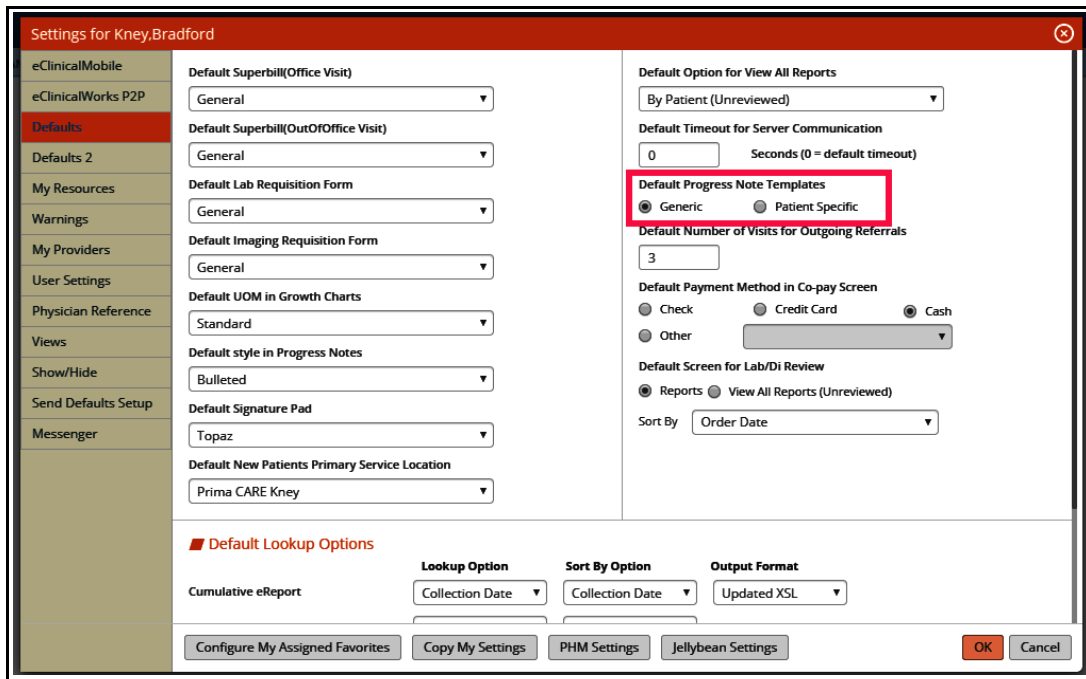 Settings for Kney,Bradford
eClinicalMobile
eClinicalWorks P2P
Defaults
Defaults 2
My Resources
Warnings
My Providers
User Settings
Physician Reference
Views
Show/Hide
Send Defaults Setup
Messenger
Default Superbill(Office Visit)
General
Default Superbill(OutOfOffice Visit)
General
Default Lab Requisition Form
General
Default Imaging Requisition Form
General
Default UOM in Growth Charts
Standard
Default style in Progress Notes
Bulleted
Default Signature Pad
Topaz
Default New Patients Primary Service Location
Prima CARE Kney
Default Option for View All Reports
By Patient (Unreviewed)
Default Timeout for Server Communication
0 Seconds (0 = default timeout)
Default Progress Note Templates
Generic Patient Specific
Default Number of Visits for Outgoing Referrals
3
Default Payment Method in Co-pay Screen
Check Credit Card Cash
Other
Default Screen for Lab/Di Review
Reports View All Reports (Unreviewed)
Sort By Order Date
Default Lookup Options
Lookup Option Sort By Option Output Format
Cumulative eReport Collection Date Collection Date Updated XSL
Configure My Assigned Favorites Copy My Settings PHM Settings Jellybean Settings OK Cancel